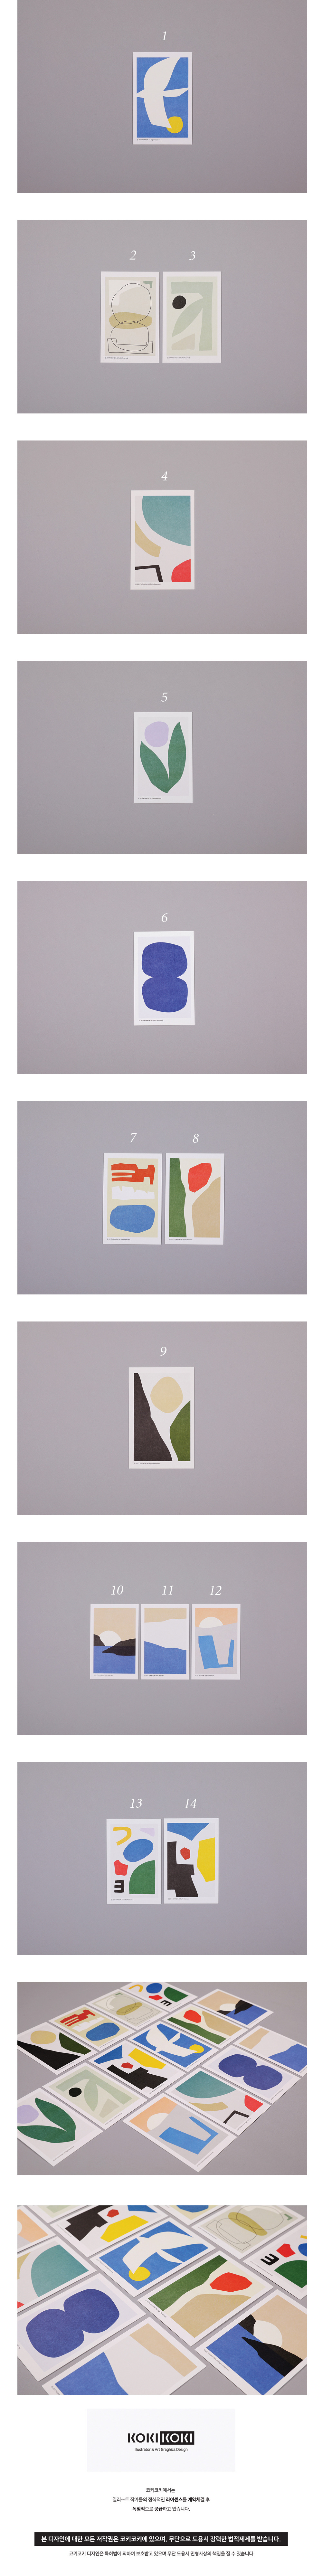 1
2 3
4
5
6
7 8
9
10 11 12
13 14
KOKI KOKI
Illustrator & Art Graghics Design
코키코키에서는
일러스트 작가들의 정식적인 라이센스를 계약체결 후
독점적으로 공급하고 있습니다.
본 디자인에 대한 모든 저작권은 코키코키에 있으며, 무단으로 도용시 강력한 법적제제를 받습니다.
코키코키 디자인은 특허법에 의하여 보호받고 있으며 무단 도용시 민형사상의 책임을 질 수 있습니다